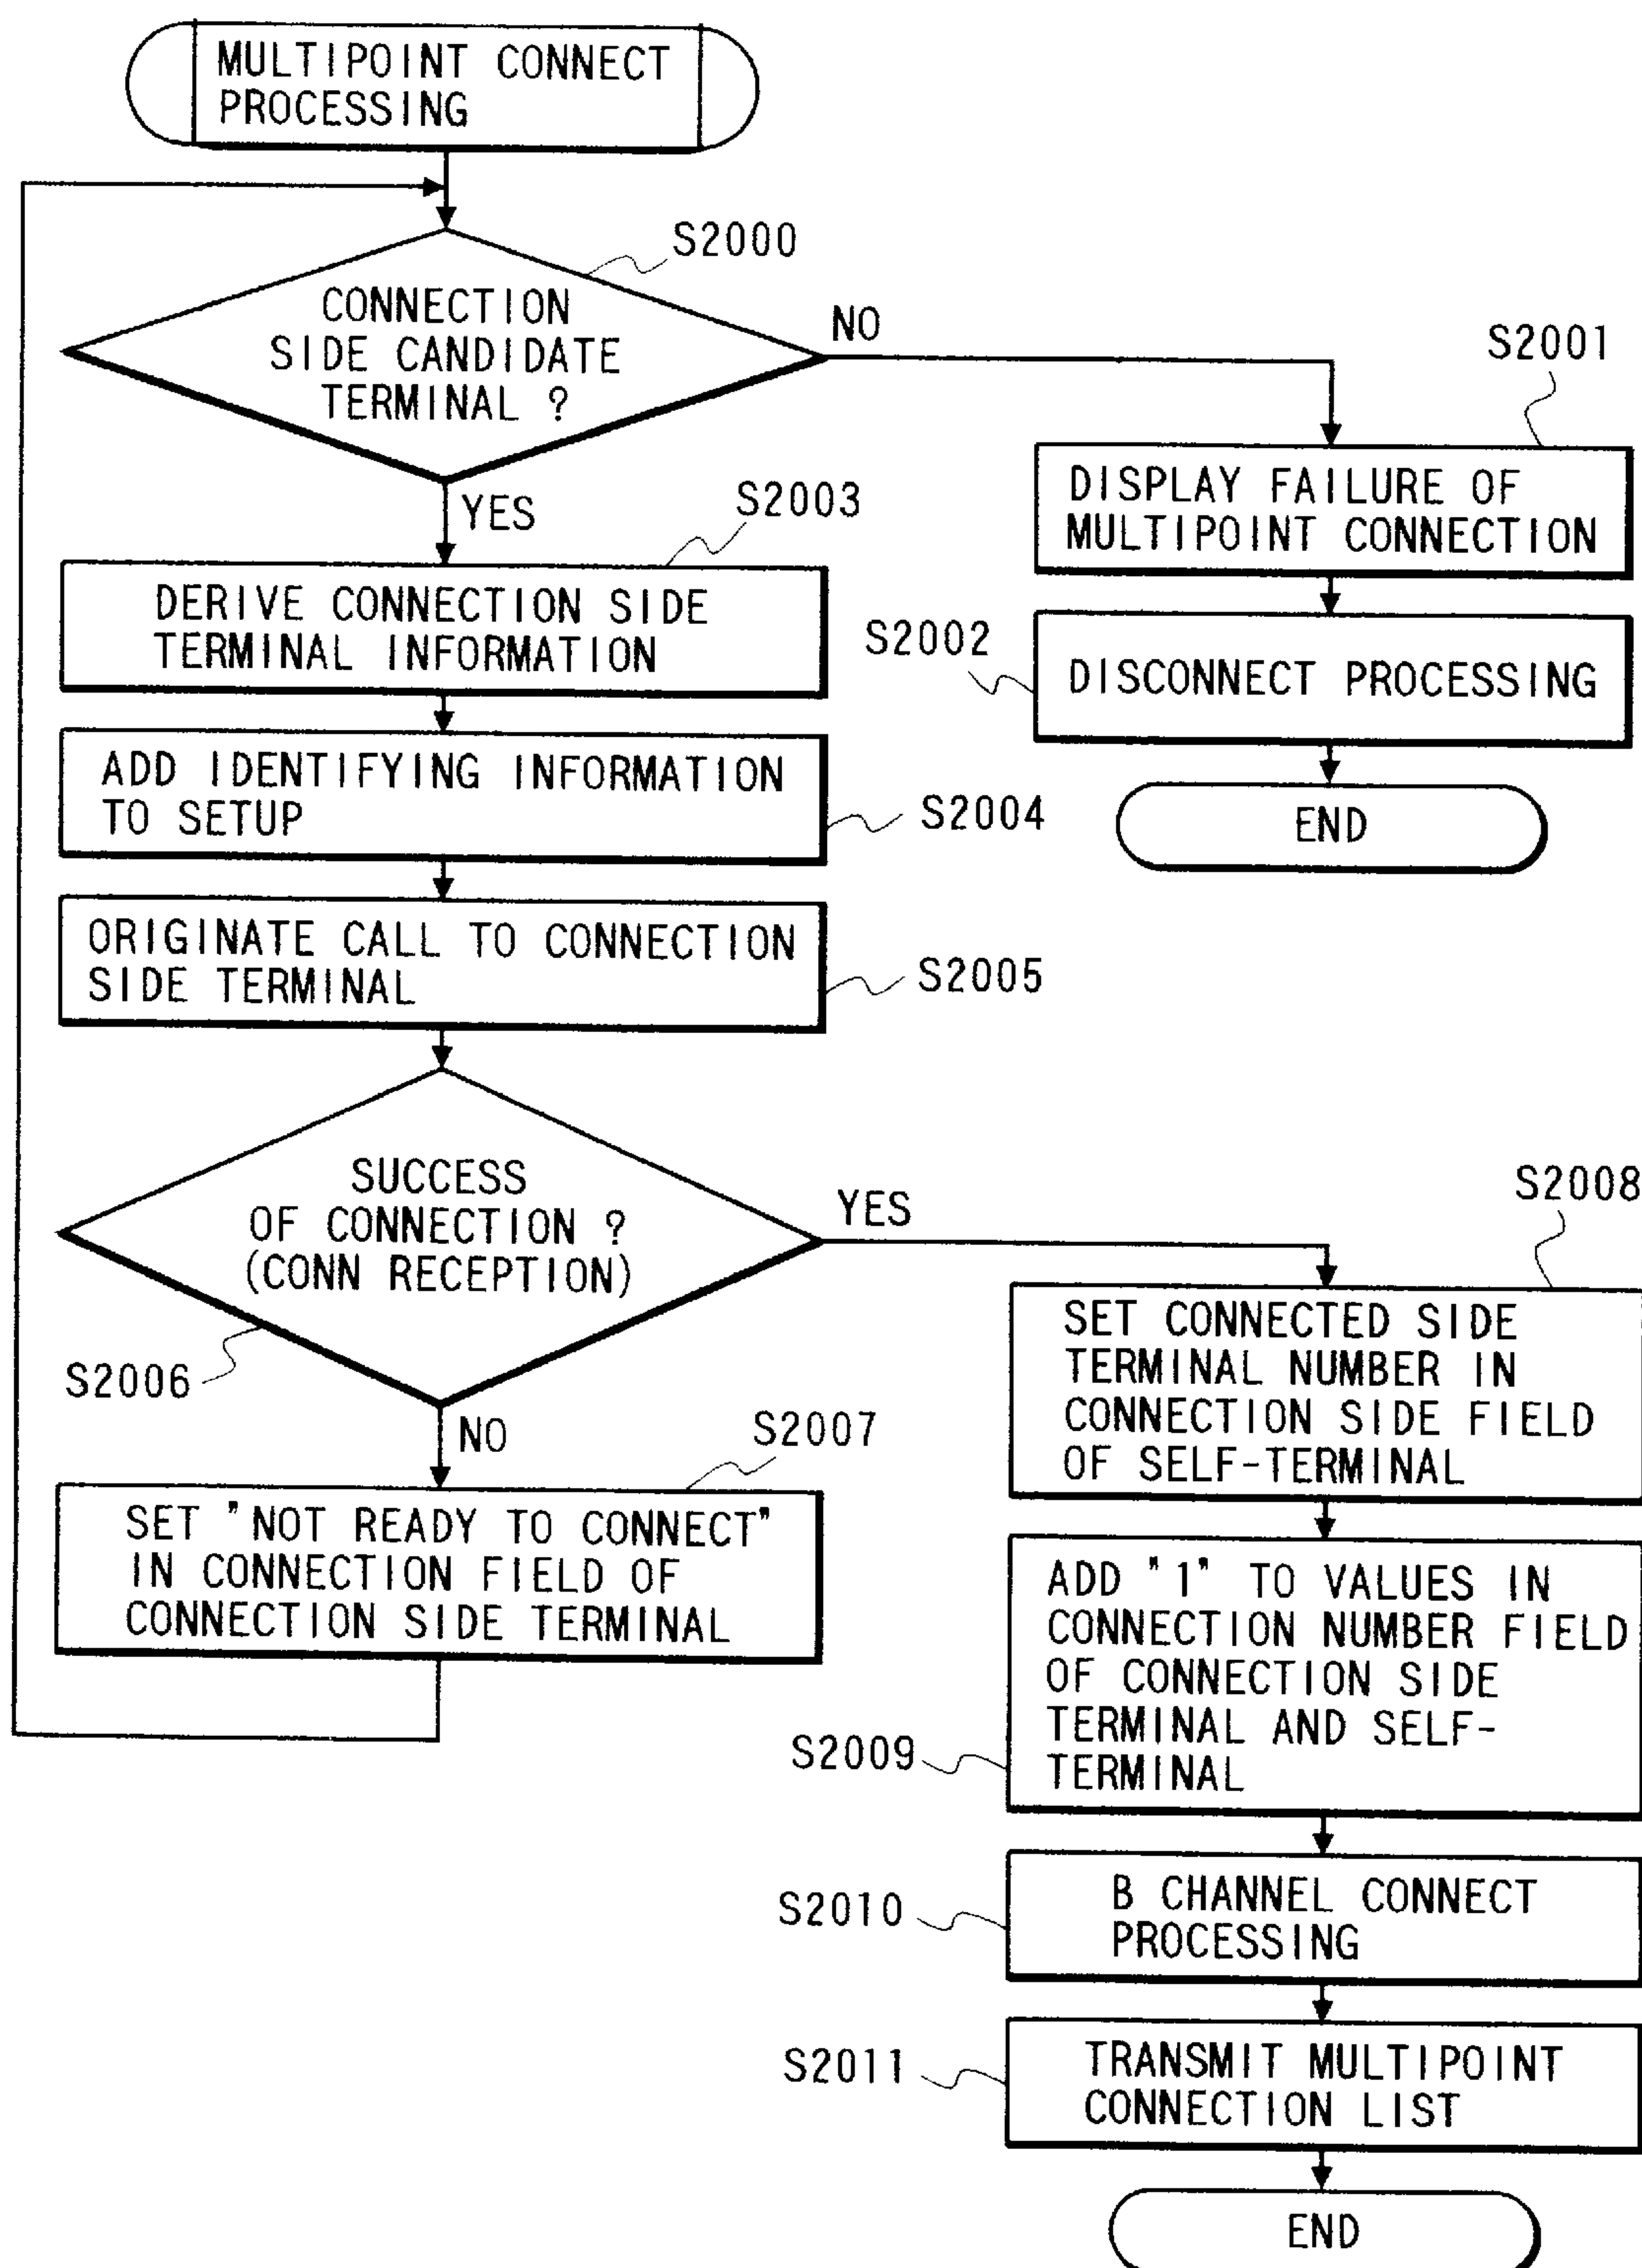 MULTIPOINT CONNECT
PROCESSING
S2000
CONNECTION
SIDE CANDIDATE
TERMINAL ?
NO
S2001
DISPLAY FAILURE OF
MULTIPOINT CONNECTION
S2002
DISCONNECT PROCESSING
END
YES
S2003
DERIVE CONNECTION SIDE
TERMINAL INFORMATION
ADD IDENTIFYING INFORMATION
TO SETUP
S2004
ORIGINATE CALL TO CONNECTION
SIDE TERMINAL
S2005
SUCCESS
OF CONNECTION ?
(CONN RECEPTION)
S2006
NO
S2007
SET "NOT READY TO CONNECT"
IN CONNECTION FIELD OF
CONNECTION SIDE TERMINAL
YES
S2008
SET CONNECTED SIDE
TERMINAL NUMBER IN
CONNECTION SIDE FIELD
OF SELF-TERMINAL
ADD "1" TO VALUES IN
CONNECTION NUMBER FIELD
OF CONNECTION SIDE
TERMINAL AND SELF-
TERMINAL
S2009
B CHANNEL CONNECT
PROCESSING
S2010
TRANSMIT MULTIPOINT
CONNECTION LIST
S2011
END